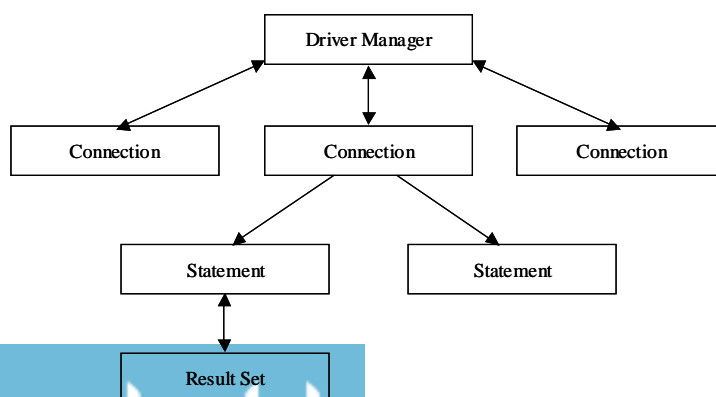 Driver Manager
Connection
Connection
Connection
Statement
Statement
Result Set